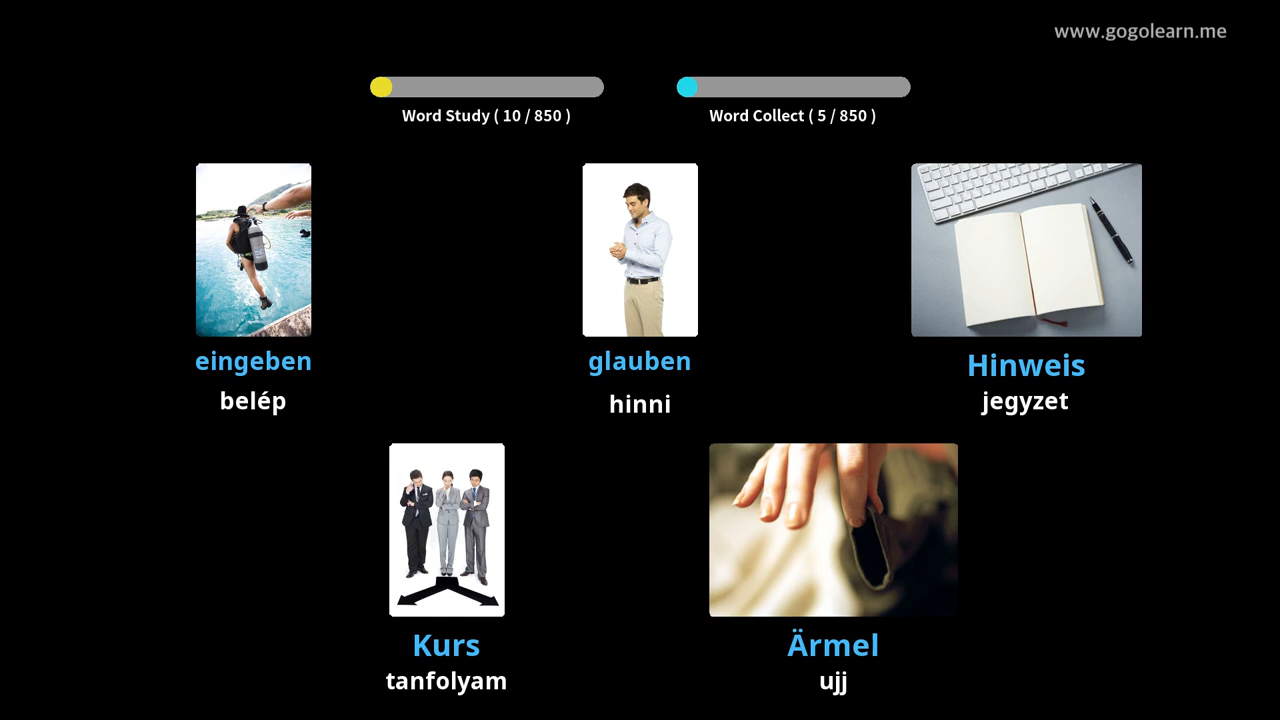 www.gogolearn.me
Word Study ( 10 / 850 )
Word Collect ( 5 / 850 )
eingeben
belép
glauben
hinni
Hinweis
jegyzet
Kurs
tanfolyam
Ärmel
ujj